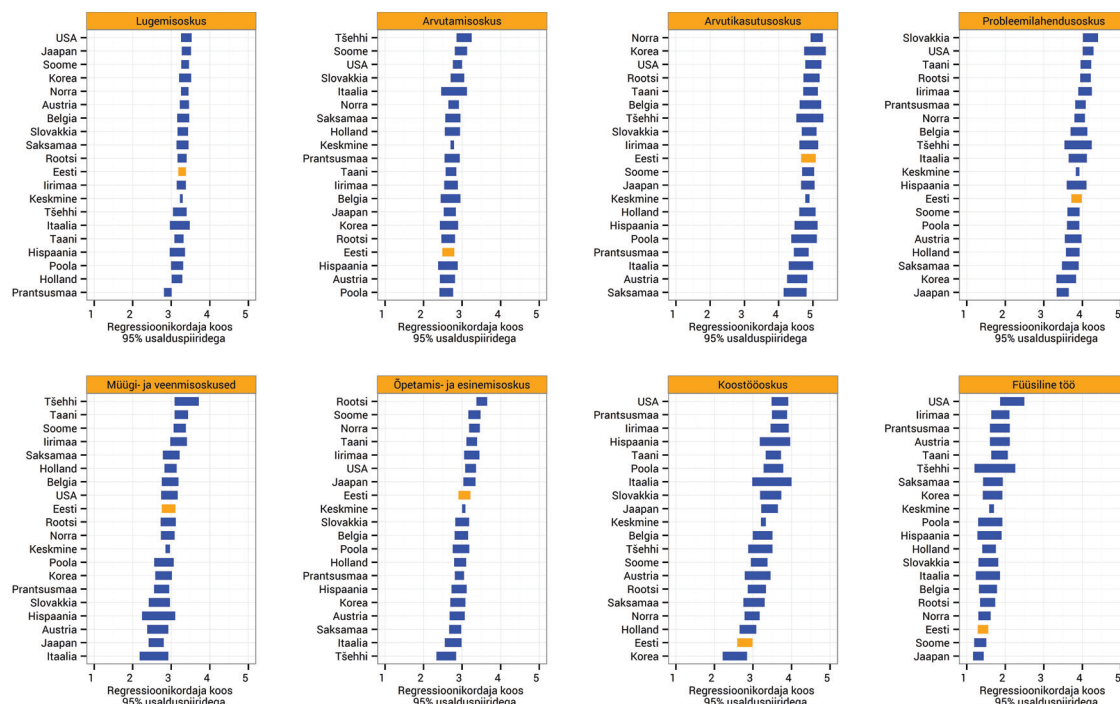 Lugemisoskus
USA
Jaapan
Soome
Korea
Norra
Austria
Belgia
Slovakkia
Saksamaa
Rootsi
Eesti
Iirimaa
Keskmine
Tšehhi
Itaalia
Taani
Hispaania
Poola
Holland
Prantsusmaa
1 2 3 4 5
Regressioonikordaja koos
95% usalduspiiridega
Arvutamisoskus
Tšehhi
Soome
USA
Slovakkia
Itaalia
Norra
Saksamaa
Holland
Keskmine
Prantsusmaa
Taani
Iirimaa
Belgia
Jaapan
Korea
Rootsi
Eesti
Hispaania
Austria
Poola
1 2 3 4 5
Regressioonikordaja koos
95% usalduspiiridega
Arvutikasutusoskus
Norra
Korea
USA
Rootsi
Taani
Belgia
Tšehhi
Slovakkia
Iirimaa
Eesti
Soome
Jaapan
Keskmine
Holland
Hispaania
Poola
Prantsusmaa
Itaalia
Austria
Saksamaa
1 2 3 4 5
Regressioonikordaja koos
95% usalduspiiridega
Probleemilahendusoskus
Slovakkia
USA
Taani
Rootsi
Iirimaa
Prantsusmaa
Norra
Belgia
Tšehhi
Itaalia
Keskmine
Hispaania
Eesti
Soome
Poola
Austria
Holland
Saksamaa
Korea
Jaapan
1 2 3 4 5
Regressioonikordaja koos
95% usalduspiiridega
Müügi- ja veenmisoskused
Tšehhi
Taani
Soome
Iirimaa
Saksamaa
Holland
Belgia
USA
Eesti
Rootsi
Norra
Keskmine
Poola
Korea
Prantsusmaa
Slovakkia
Hispaania
Austria
Jaapan
Itaalia
1 2 3 4 5
Regressioonikordaja koos
95% usalduspiiridega
Õpetamis- ja esinemisoskus
Rootsi
Soome
Norra
Taani
Iirimaa
USA
Jaapan
Eesti
Keskmine
Slovakkia
Belgia
Poola
Holland
Prantsusmaa
Hispaania
Korea
Austria
Saksamaa
Itaalia
Tšehhi
1 2 3 4 5
Regressioonikordaja koos
95% usalduspiiridega
Koostööoskus
USA
Prantsusmaa
Iirimaa
Hispaania
Taani
Poola
Itaalia
Slovakkia
Jaapan
Keskmine
Belgia
Tšehhi
Soome
Austria
Rootsi
Saksamaa
Norra
Holland
Eesti
Korea
1 2 3 4 5
Regressioonikordaja koos
95% usalduspiiridega
Füüsiline töö
USA
Iirimaa
Prantsusmaa
Austria
Taani
Tšehhi
Saksamaa
Korea
Keskmine
Poola
Hispaania
Holland
Slovakkia
Itaalia
Belgia
Rootsi
Norra
Eesti
Soome
Jaapan
1 2 3 4 5
Regressioonikordaja koos
95% usalduspiiridega